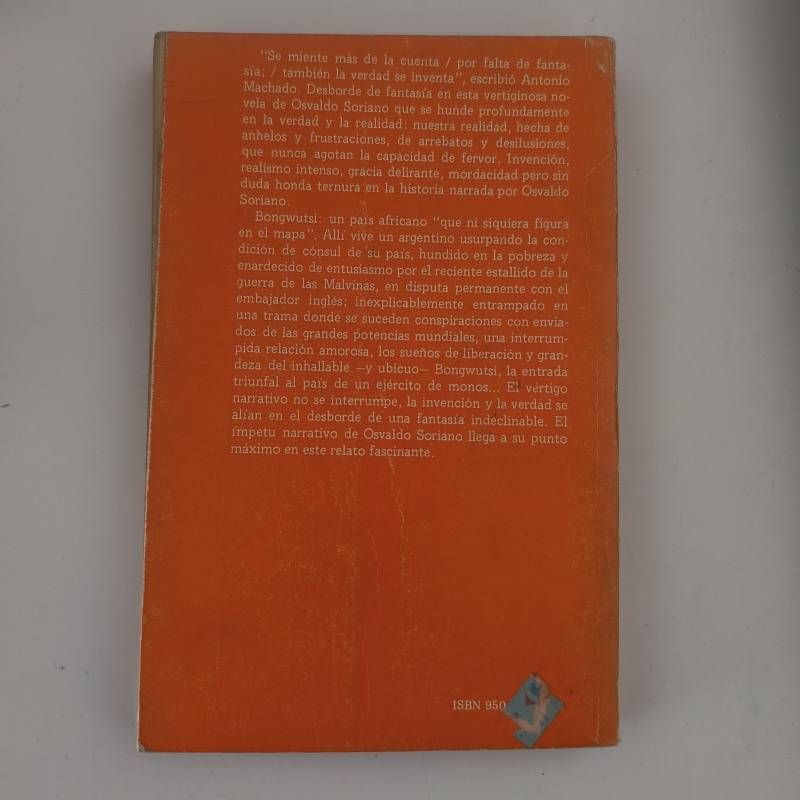 "Se miente más de la cuenta / por falta de fanta-
sía; / también la verdad se inventa", escribió Antonio
Machado. Desborde de fantasía en esta vertiginosa no-
vela de Osvaldo Soriano que se hunde profundamente
en la verdad y la realidad: nuestra realidad, hecha de
anhelos y frustraciones, de arrebatos y desilusiones,
que nunca agotan la capacidad de fervor. Invención,
realismo intenso, gracia delirante, mordacidad pero sin
duda honda ternura en la historia narrada por Osvaldo
Soriano.
Bongwutsi: un país africano "que ni siquiera figura
en el mapa". Allí vive un argentino usurpando la con-
dición de cónsul de su país, hundido en la pobreza y
enardecido de entusiasmo por el reciente estallido de la
guerra de las Malvinas, en disputa permanente con el
embajador inglés; inexplicablemente entrampado en
una trama donde se suceden conspiraciones con envia-
dos de las grandes potencias mundiales, una interrum-
pida relación amorosa, los sueños de liberación y gran-
deza del inhallable —y ubicuo— Bongwutsi, la entrada
triunfal al país de un ejército de monos... El vértigo
narrativo no se interrumpe, la invención y la verdad se
alían en el desborde de una fantasía indeclinable. El
ímpetu narrativo de Osvaldo Soriano llega a su punto
máximo en este relato fascinante.
ISBN 950